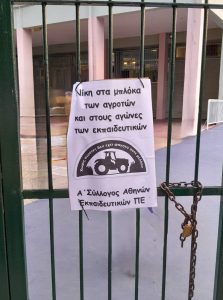 Νίκη στα μπλόκα
των αγροτών
και στους αγώνες
των εκπαιδευτικών
Α΄ Σύλλογος Αθηνών
Εκπαιδευτικών ΠΕ